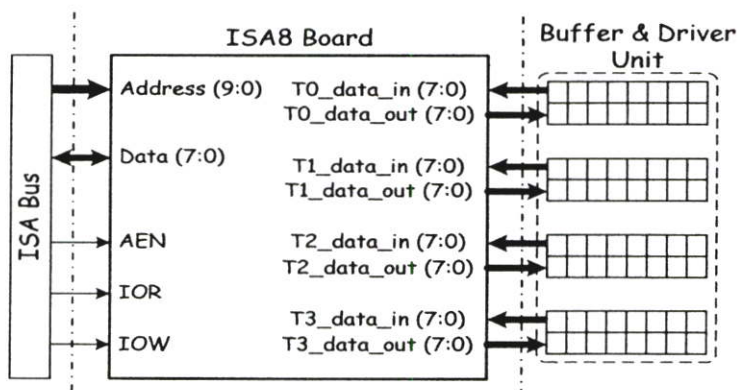 ISA8 Board
Buffer & Driver
Unit
ISA Bus
Address (9:0)
Data (7:0)
AEN
IOR
IOW
T0_data_in (7:0)
T0_data_out (7:0)
T1_data_in (7:0)
T1_data_out (7:0)
T2_data_in (7:0)
T2_data_out (7:0)
T3_data_in (7:0)
T3_data_out (7:0)